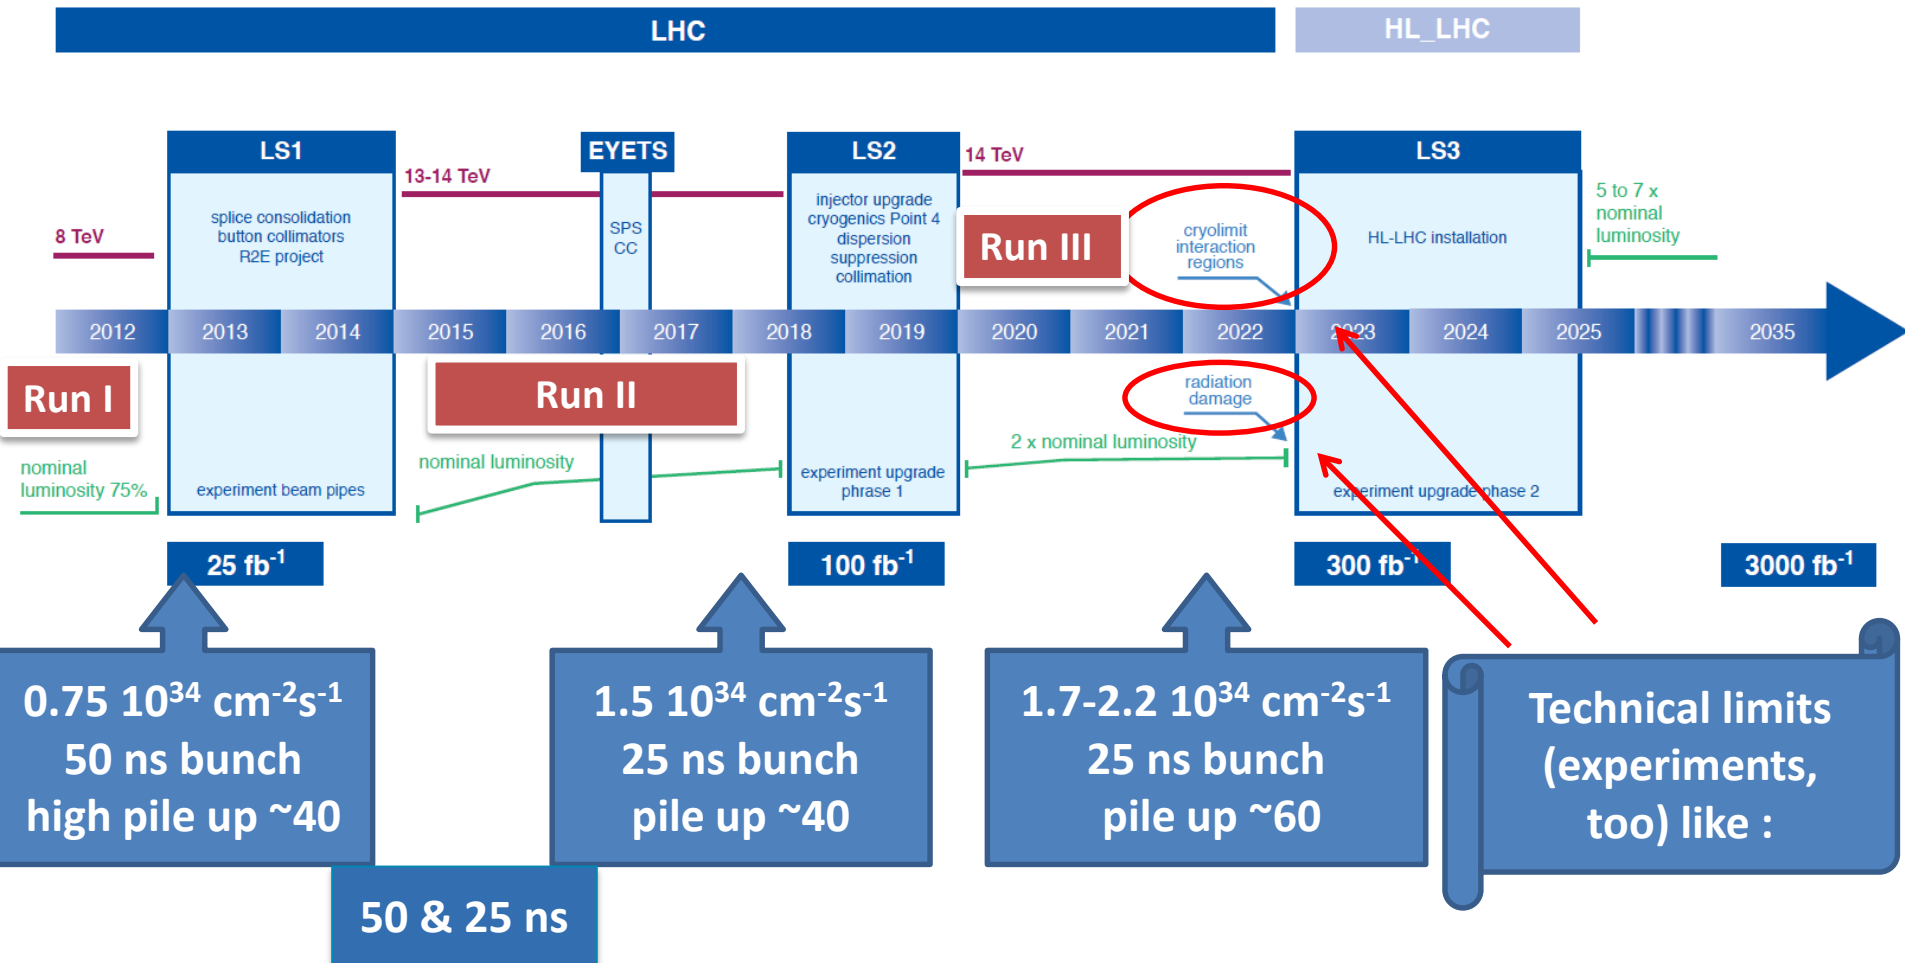 LHC
HL_LHC
LS1
EYETS
LS2
14 TeV
LS3
13-14 TeV
8 TeV
splice consolidation
button collimators
R2E project
SPS
CC
injector upgrade
cryogenics Point 4
dispersion
suppression
collimation
Run III
cryolimit
interaction
regions
HL-LHC installation
5 to 7 x
nominal
luminosity
2012 2013 2014 2015 2016 2017 2018 2019 2020 2021 2022 2023 2024 2025 2035
Run I
Run II
radiation
damage
nominal
luminosity 75%
experiment beam pipes
nominal luminosity
experiment upgrade
phrase 1
2 x nominal luminosity
experiment upgrade phase 2
25 fb⁻¹
100 fb⁻¹
300 fb⁻¹
3000 fb⁻¹
0.75 10³⁴ cm⁻²s⁻¹
50 ns bunch
high pile up ~40
1.5 10³⁴ cm⁻²s⁻¹
25 ns bunch
pile up ~40
1.7-2.2 10³⁴ cm⁻²s⁻¹
25 ns bunch
pile up ~60
Technical limits
(experiments,
too) like :
50 & 25 ns